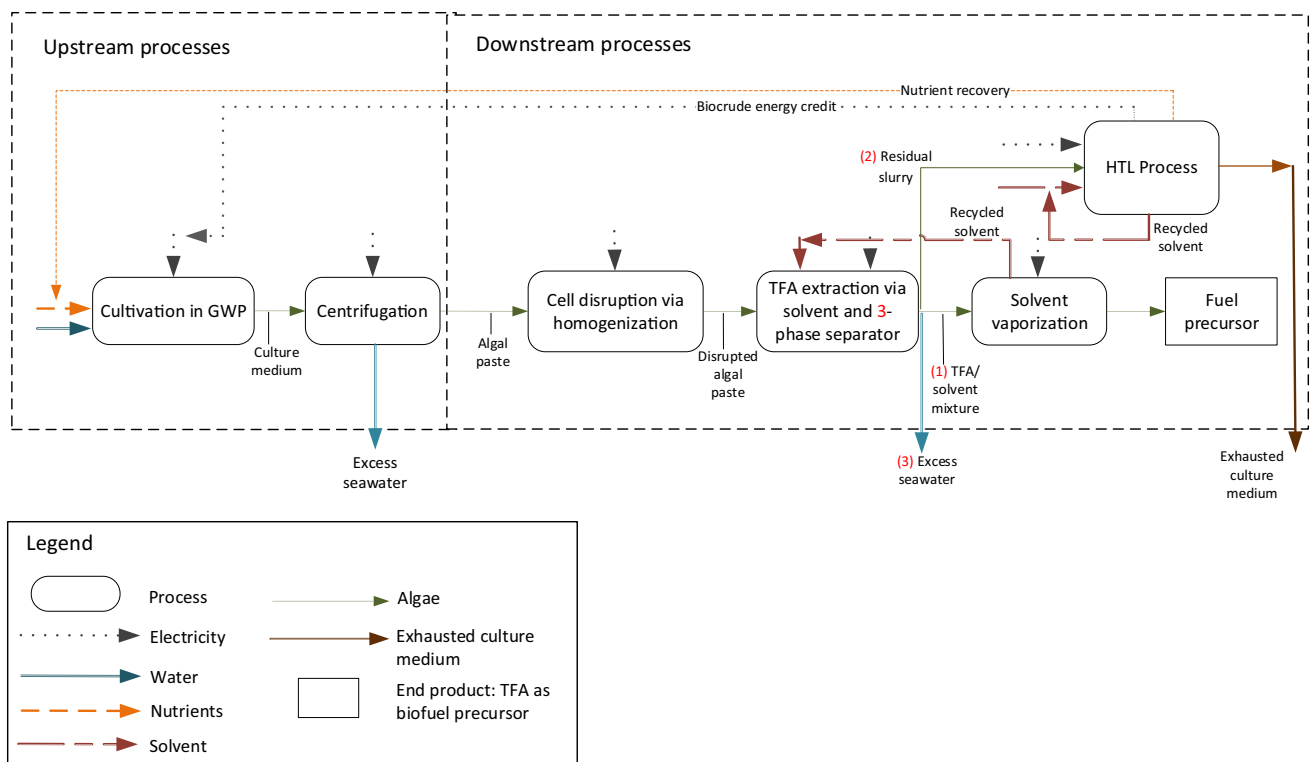 Upstream processes
Downstream processes
Nutrient recovery
Biocrude energy credit
(2) Residual
slurry
HTL Process
Recycled
solvent
Recycled
solvent
Cultivation in GWP
Centrifugation
Cell disruption via
homogenization
TFA extraction via
solvent and 3-
phase separator
Solvent
vaporization
Fuel
precursor
Culture
medium
Algal
paste
Disrupted
algal
paste
(1) TFA/
solvent
mixture
Excess
seawater
(3) Excess
seawater
Exhausted
culture
medium
Legend
Process
Electricity
Water
Nutrients
Solvent
Algae
Exhausted culture
medium
End product: TFA as
biofuel precursor